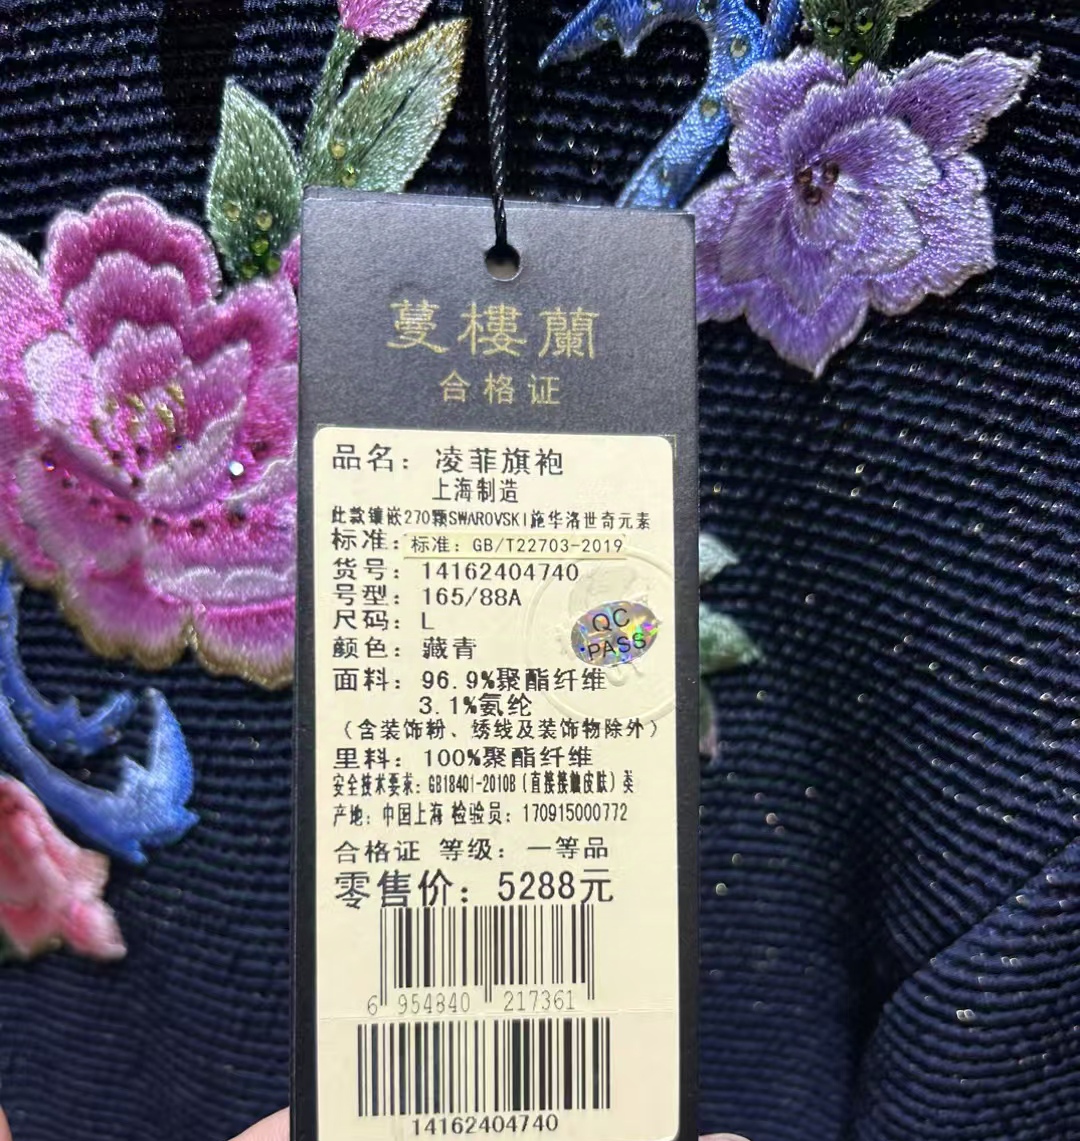 蔓樓蘭
合格证
品名：凌菲旗袍
上海制造
此款镶嵌270颗SWAROVSKI施华洛世奇元素
标准：标准：GB/T22703-2019
货号：14162404740
号型：165/88A
尺码：L
颜色：藏青
QC
PASS
面料：96.9%聚酯纤维
3.1%氨纶
（含装饰粉、绣线及装饰物除外）
里料：100%聚酯纤维
安全技术要求：GB18401-2010B（直接接触皮肤）类
产地：中国上海 检验员：170915000772
合格证 等级：一等品
零售价：5288元
6 954840 217361
14162404740